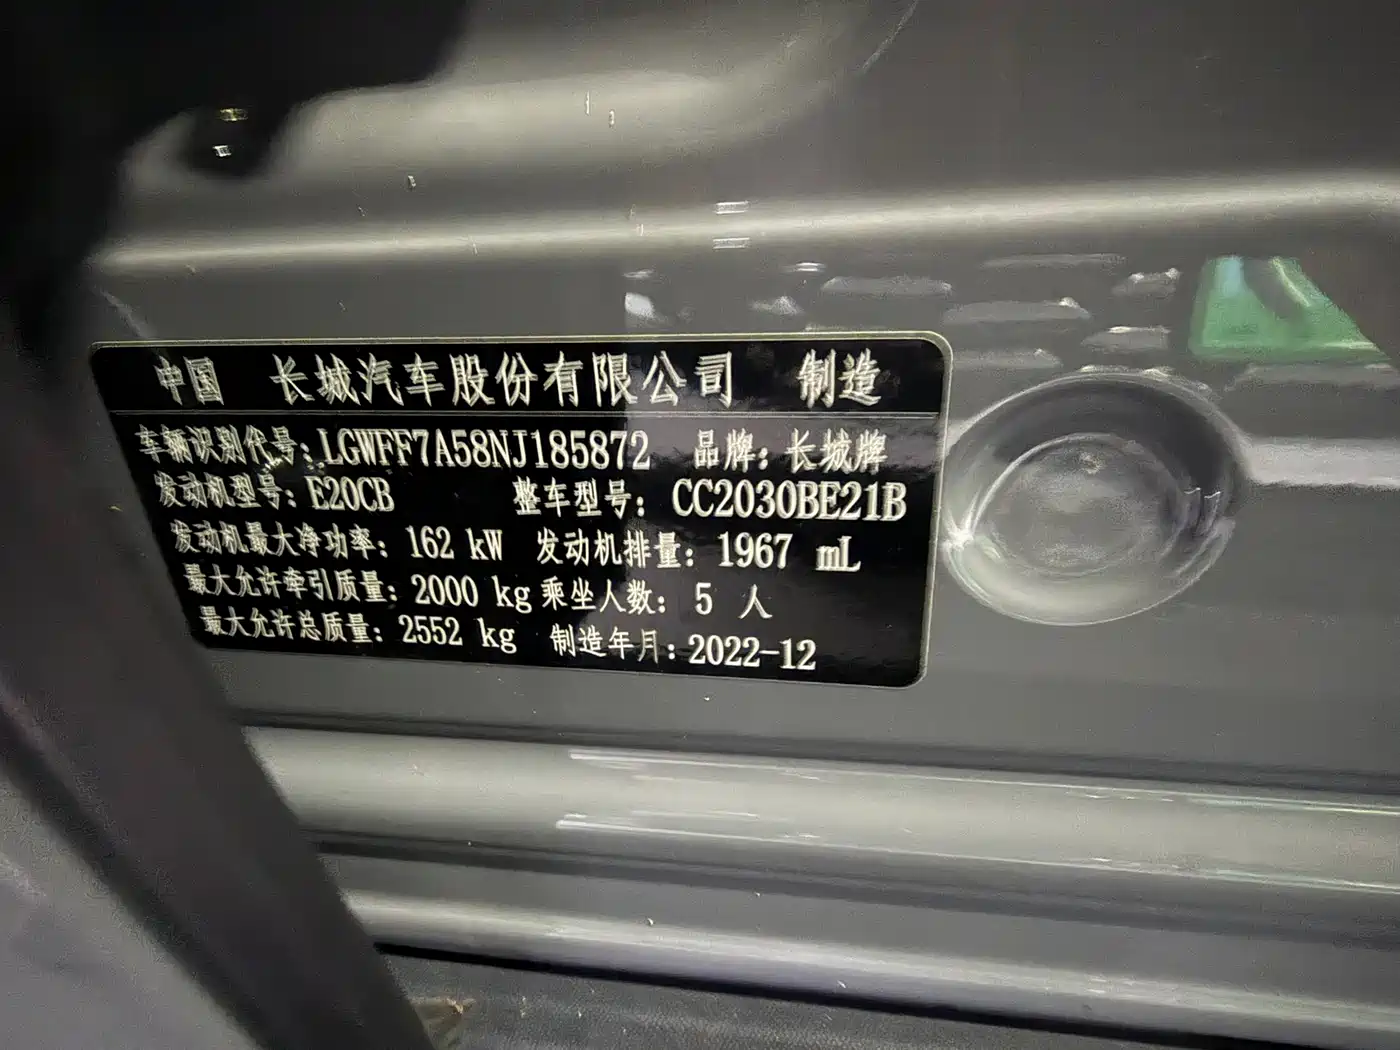 中国 长城汽车股份有限公司 制造
车辆识别代号：LGWFF7A58NJ185872 品牌：长城牌
发动机型号：E20CB 整车型号：CC2030BE21B
发动机最大净功率：162 kW 发动机排量：1967 mL
最大允许牵引质量：2000 kg 乘坐人数：5 人
最大允许总质量：2552 kg 制造年月：2022-12